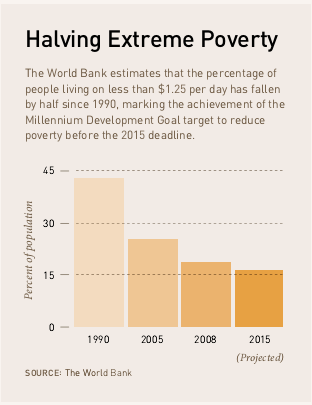 Halving Extreme Poverty
The World Bank estimates that the percentage of
people living on less than $1.25 per day has fallen
by half since 1990, marking the achievement of the
Millennium Development Goal target to reduce
poverty before the 2015 deadline.
Percent of population
45
30
15
0
1990 2005 2008 2015
(Projected)
SOURCE: The World Bank